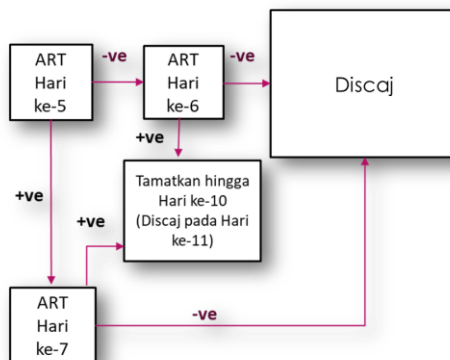 ART
Hari
ke-5
-ve
ART
Hari
ke-6
-ve
Discaj
+ve
+ve
Tamatkan hingga
Hari ke-10
(Discaj pada Hari
ke-11)
+ve
ART
Hari
ke-7
-ve